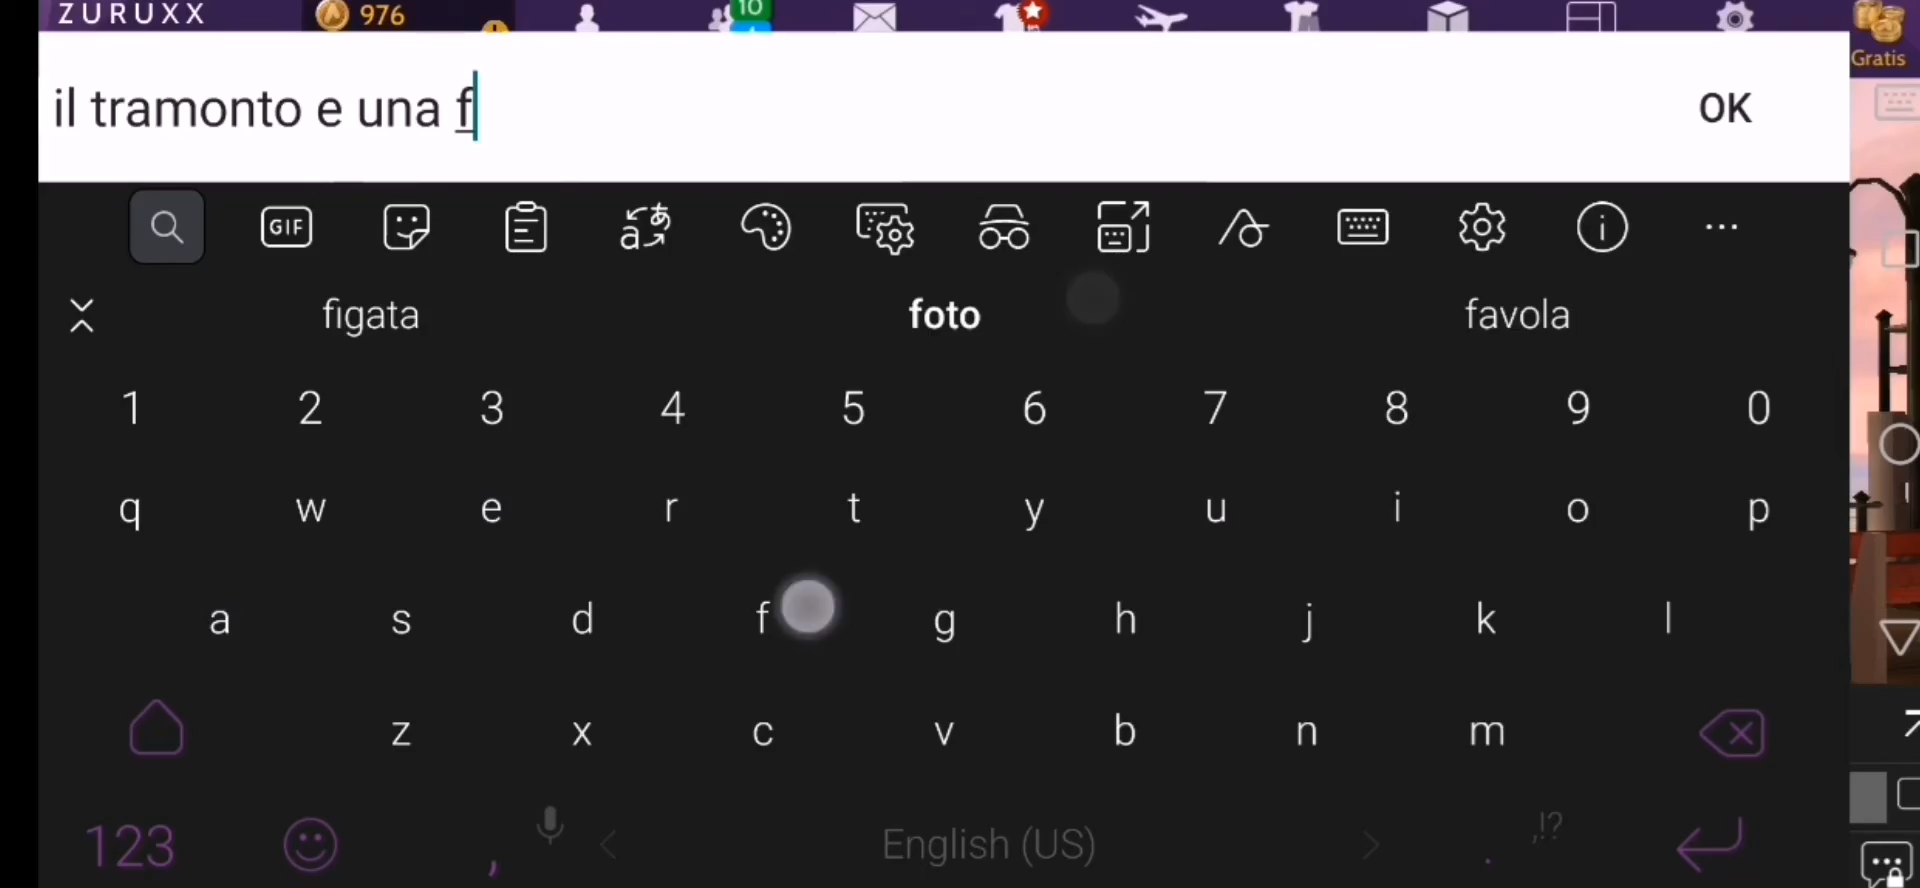 ZURUXX 976 10
Gratis
il tramonto e una f OK
GIF
figata foto favola
1 2 3 4 5 6 7 8 9 0
q w e r t y u i o p
a s d f g h j k l
z x c v b n m
123 , < English (US) > . ,!?